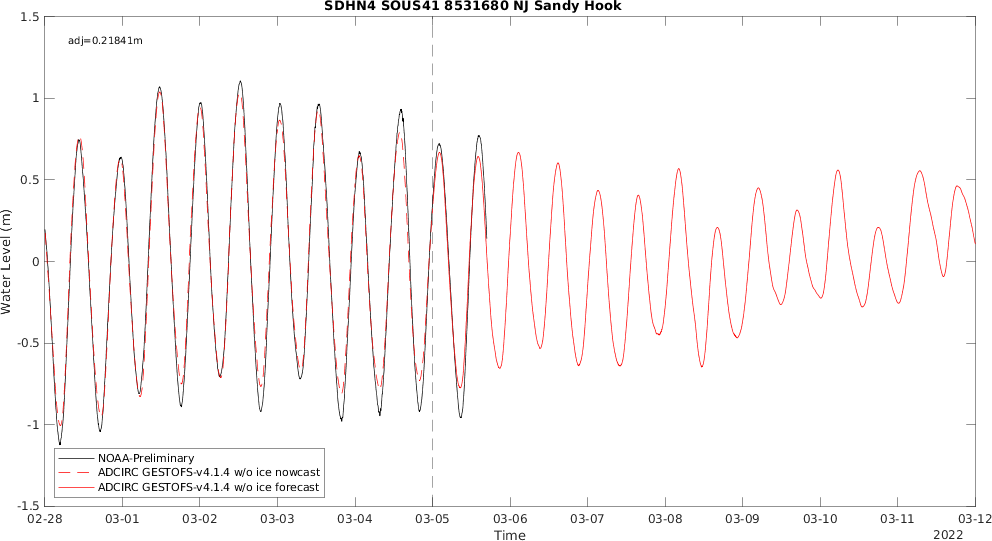 SDHN4 SOUS41 8531680 NJ Sandy Hook
adj=0.21841m
1.5
1
0.5
0
-0.5
-1
-1.5
Water Level (m)
NOAA-Preliminary
ADCIRC GESTOFS-v4.1.4 w/o ice nowcast
ADCIRC GESTOFS-v4.1.4 w/o ice forecast
02-28 03-01 03-02 03-03 03-04 03-05 03-06 03-07 03-08 03-09 03-10 03-11 03-12
Time
2022